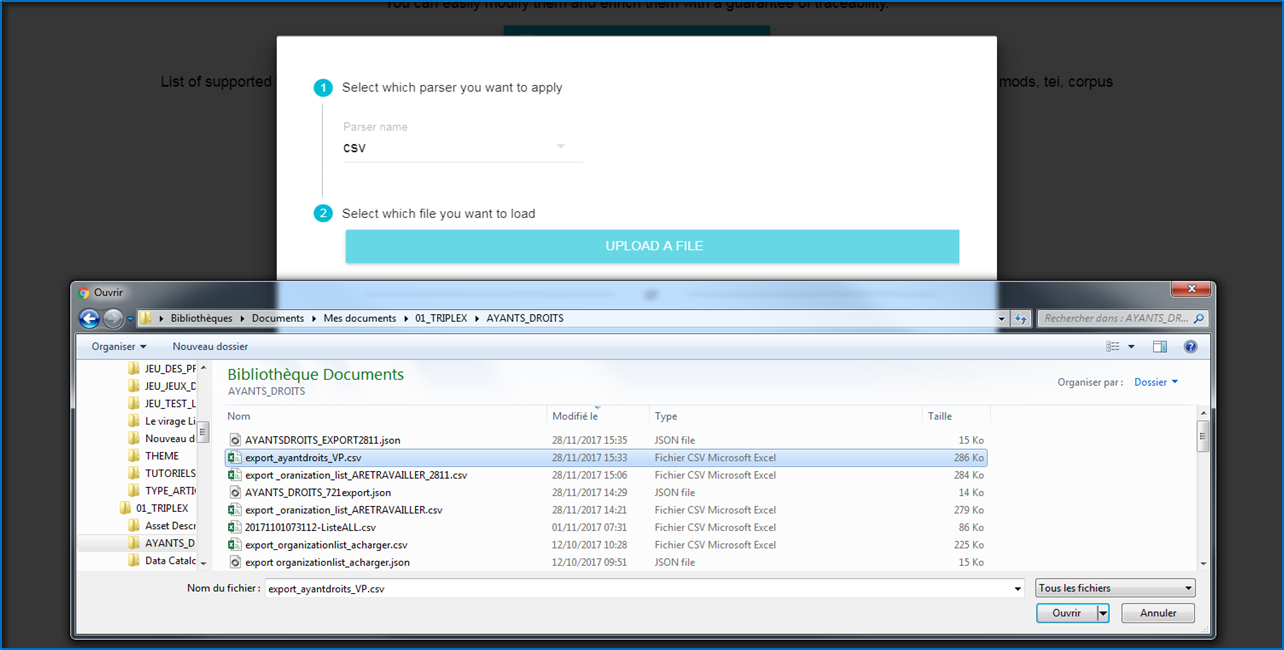 You can easily modify them and enrich them with a guarantee of traceability.
List of supported
mods, tei, corpus
1 Select which parser you want to apply
Parser name
csv
2 Select which file you want to load
UPLOAD A FILE
or
Ouvrir
Bibliothèques Documents Mes documents 01_TRIPLEX AYANTS_DROITS
Rechercher dans : AYANTS_DR...
Organiser Nouveau dossier
JEU_DES_PF
JEU_JEUX_D
JEU_TEST_L
Le virage Li
Nouveau d
THEME
TUTORIELS
TYPE_ARTI
01_TRIPLEX
Asset Descr
AYANTS_D
Data Catalc
Bibliothèque Documents
AYANTS_DROITS
Organiser par : Dossier
Nom Modifié le Type Taille
AYANTSDROITS_EXPORT2811.json 28/11/2017 15:35 JSON file 15 Ko
export_ayantdroits_VP.csv 28/11/2017 15:33 Fichier CSV Microsoft Excel 286 Ko
export _oranization_list_ARETRAVAILLER_2811.csv 28/11/2017 15:06 Fichier CSV Microsoft Excel 284 Ko
AYANTS_DROITS_721export.json 28/11/2017 14:29 JSON file 14 Ko
export _oranization_list_ARETRAVAILLER.csv 28/11/2017 14:21 Fichier CSV Microsoft Excel 279 Ko
20171101073112-ListeALL.csv 01/11/2017 07:31 Fichier CSV Microsoft Excel 86 Ko
export_organizationlist_acharger.csv 12/10/2017 10:28 Fichier CSV Microsoft Excel 225 Ko
export organizationlist_acharger.json 12/10/2017 09:51 JSON file 15 Ko
Nom du fichier : export_ayantdroits_VP.csv
Tous les fichiers
Ouvrir Annuler